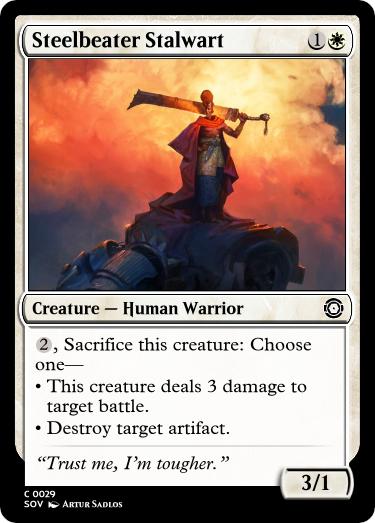 Steelbeater Stalwart 1
Creature — Human Warrior
2, Sacrifice this creature: Choose
one—
• This creature deals 3 damage to
target battle.
• Destroy target artifact.
“Trust me, I’m tougher.”
3/1
C 0029
SOV Artur Sadlos